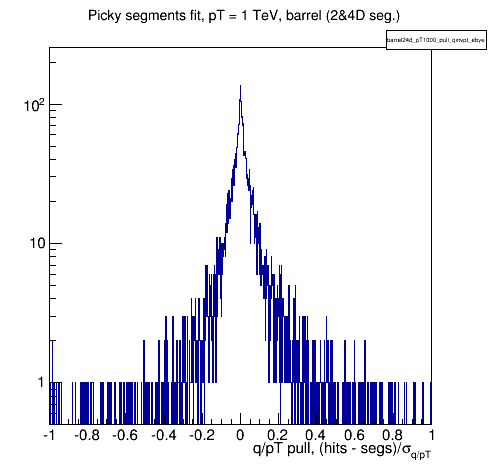 Picky segments fit, pT = 1 TeV, barrel (2&4D seg.)
barrel24d_pT1000_pull_qinvpt_ebye
10²
10
1
-1 -0.8 -0.6 -0.4 -0.2 0 0.2 0.4 0.6 0.8 1
q/pT pull, (hits - segs)/σq/pT